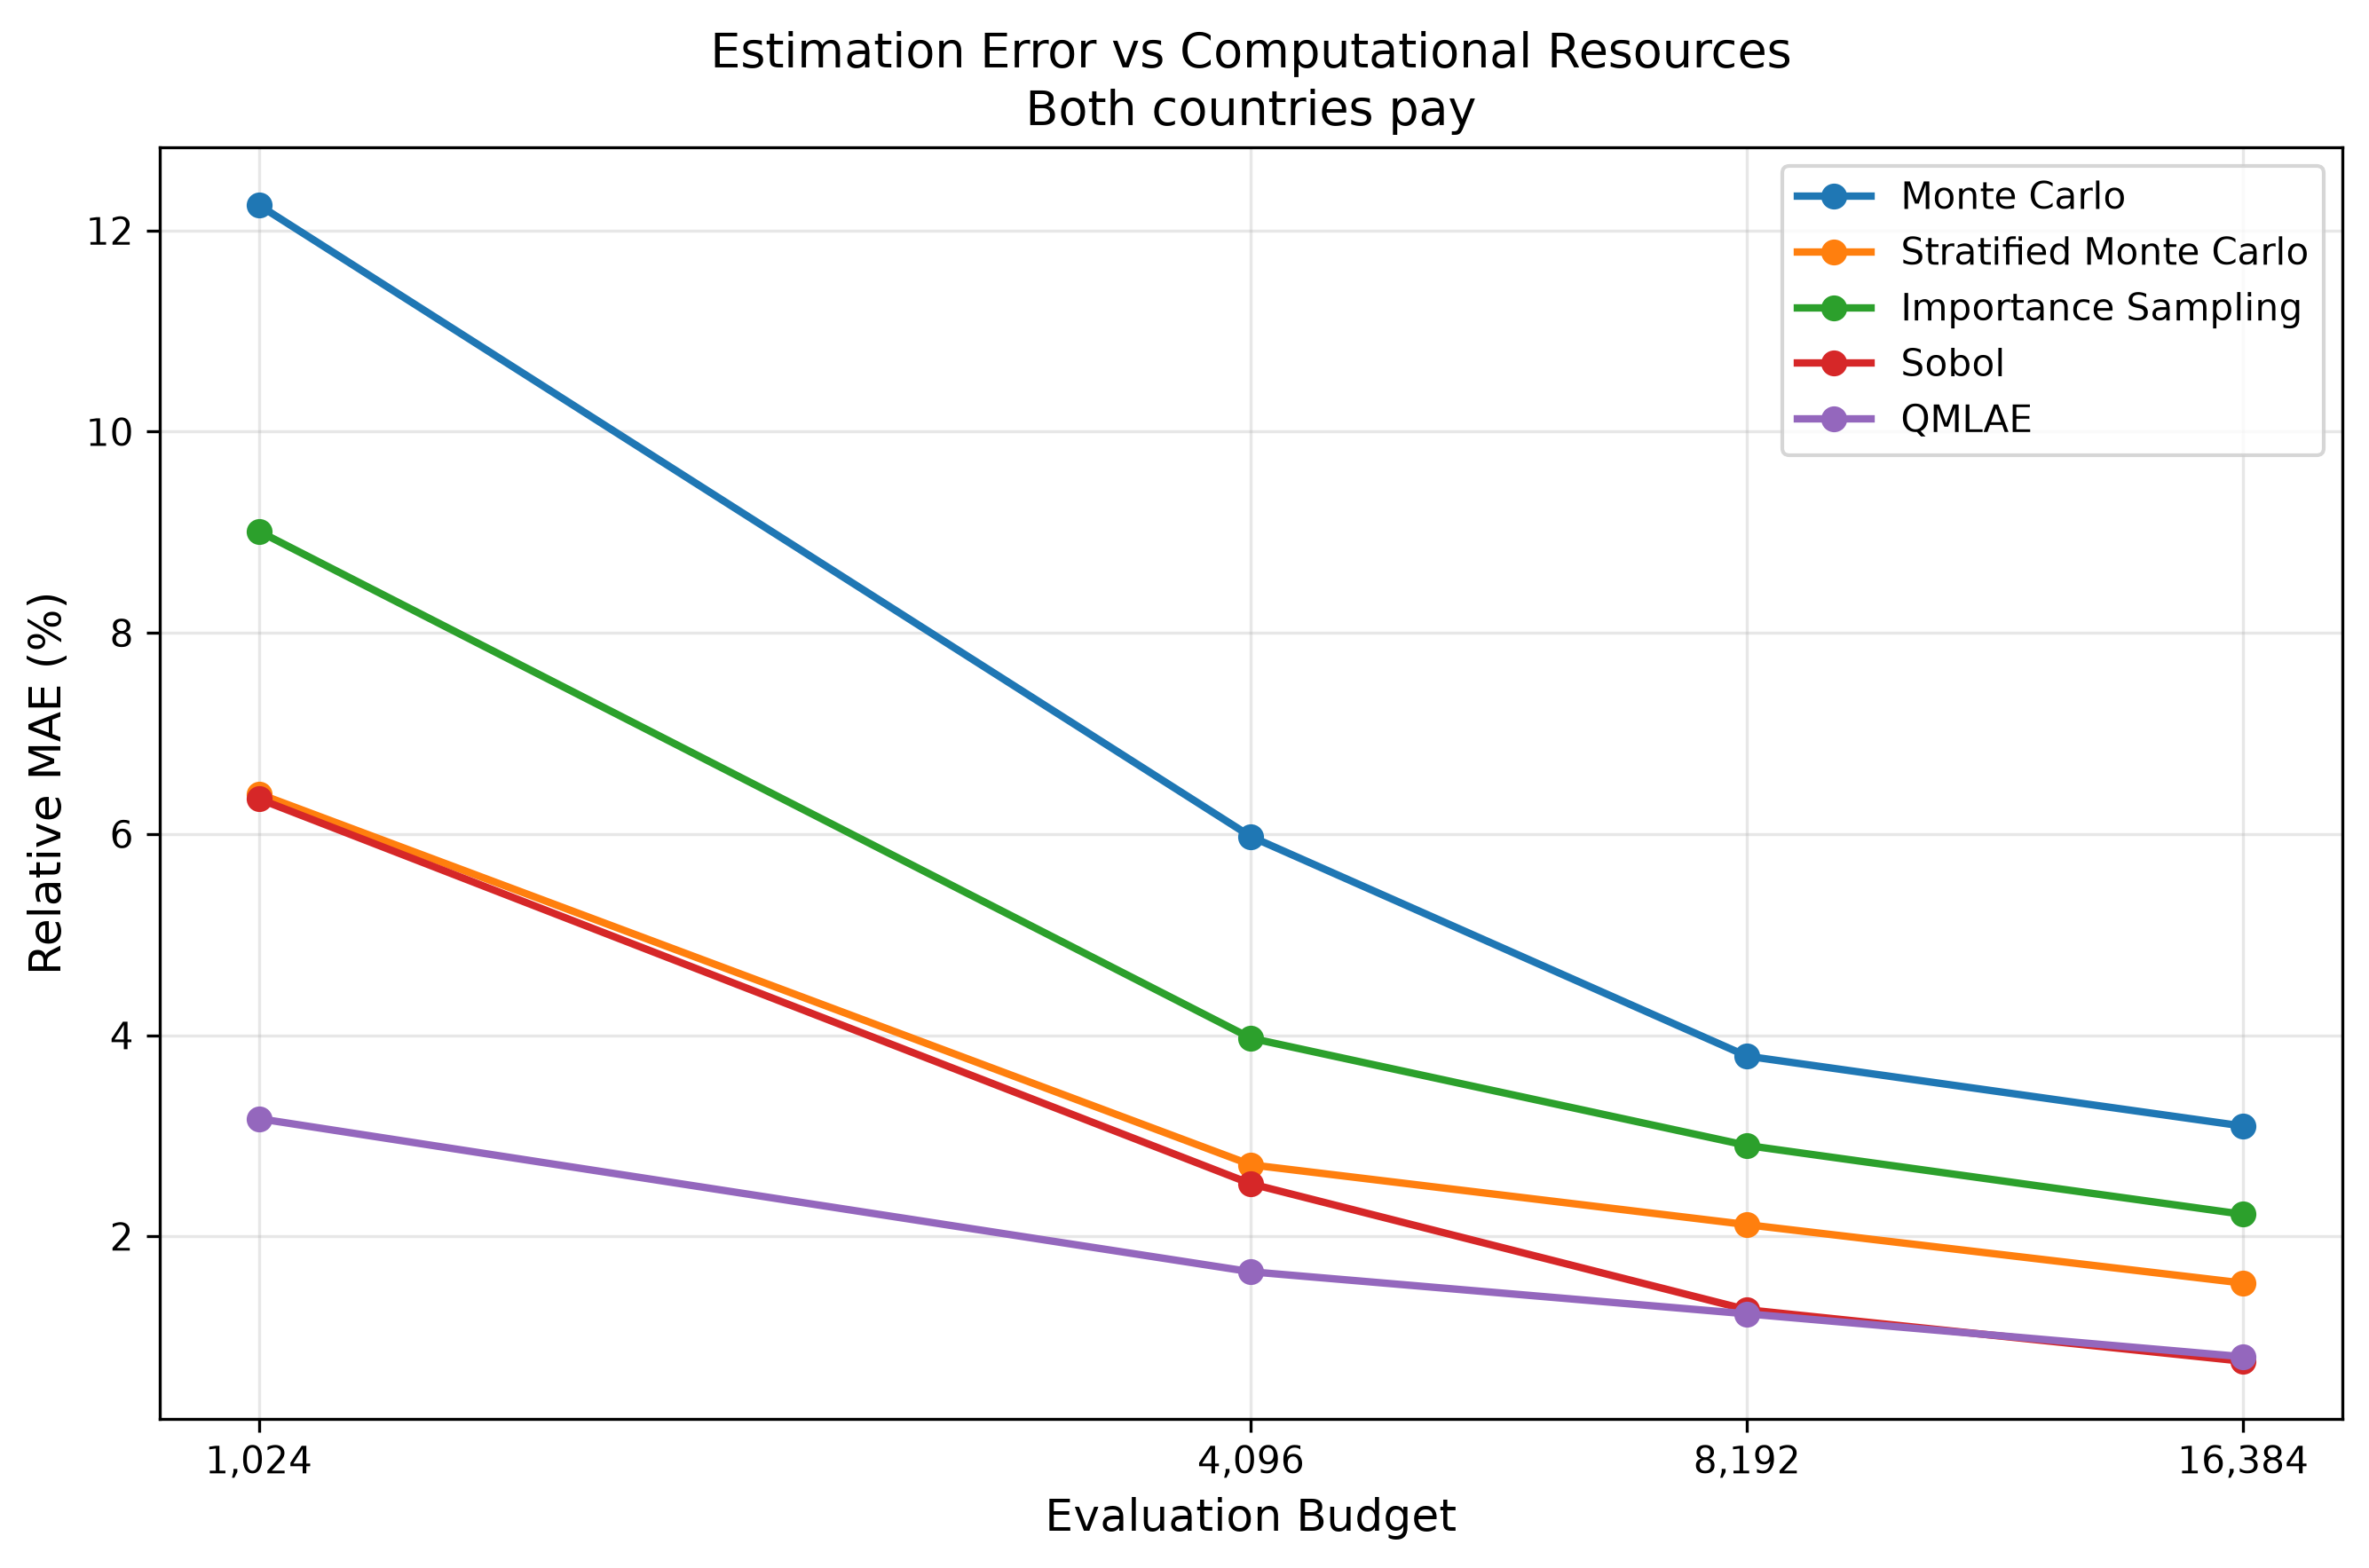 Estimation Error vs Computational Resources
Both countries pay
Monte Carlo
Stratified Monte Carlo
Importance Sampling
Sobol
QMLAE
Relative MAE (%)
12
10
8
6
4
2
1,024
4,096
8,192
16,384
Evaluation Budget